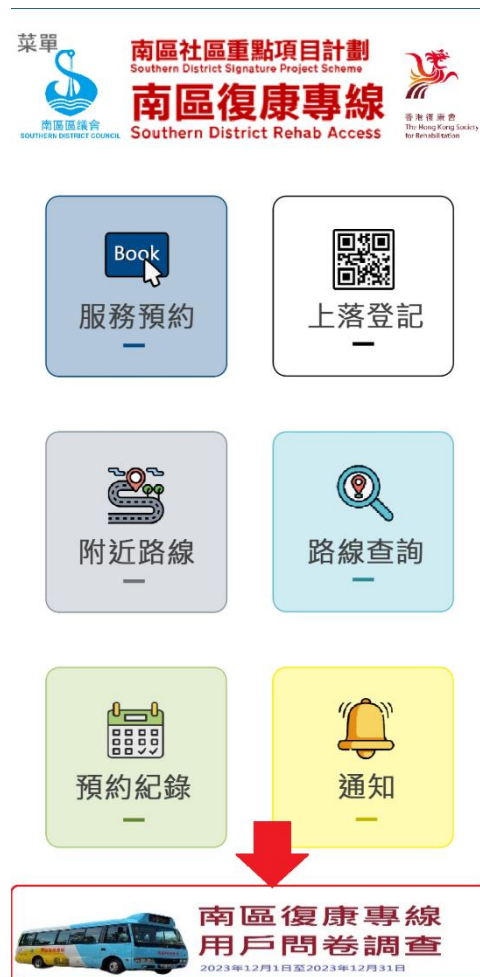 菜單
南區區議會
SOUTHERN DISTRICT COUNCIL
南區社區重點項目計劃
Southern District Signature Project Scheme
南區復康專線
Southern District Rehab Access
香港復康會
The Hong Kong Society
for Rehabilitation
Book
服務預約
上落登記
附近路線
路線查詢
預約紀錄
通知
南區復康專線
用戶問卷調查
2023年12月1日至2023年12月31日